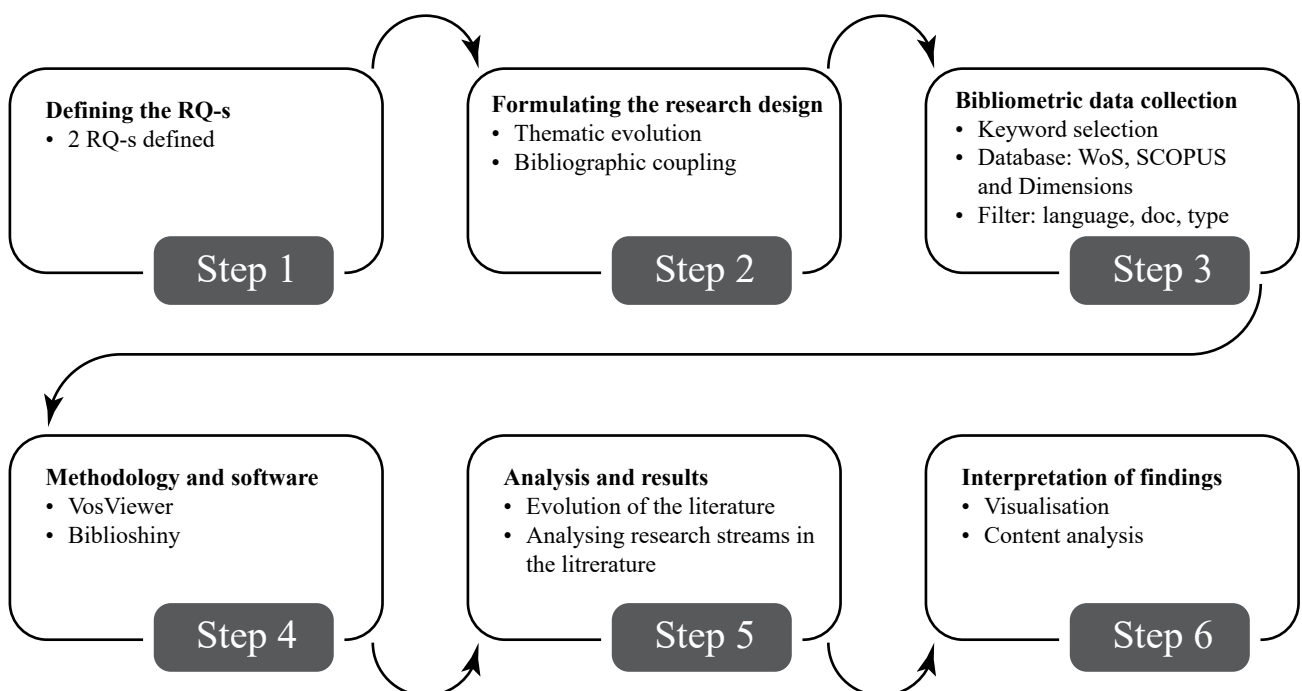 Defining the RQ-s
• 2 RQ-s defined
Step 1
Formulating the research design
• Thematic evolution
• Bibliographic coupling
Step 2
Bibliometric data collection
• Keyword selection
• Database: WoS, SCOPUS
and Dimensions
• Filter: language, doc, type
Step 3
Methodology and software
• VosViewer
• Biblioshiny
Step 4
Analysis and results
• Evolution of the literature
• Analysing research streams in
the litrerature
Step 5
Interpretation of findings
• Visualisation
• Content analysis
Step 6